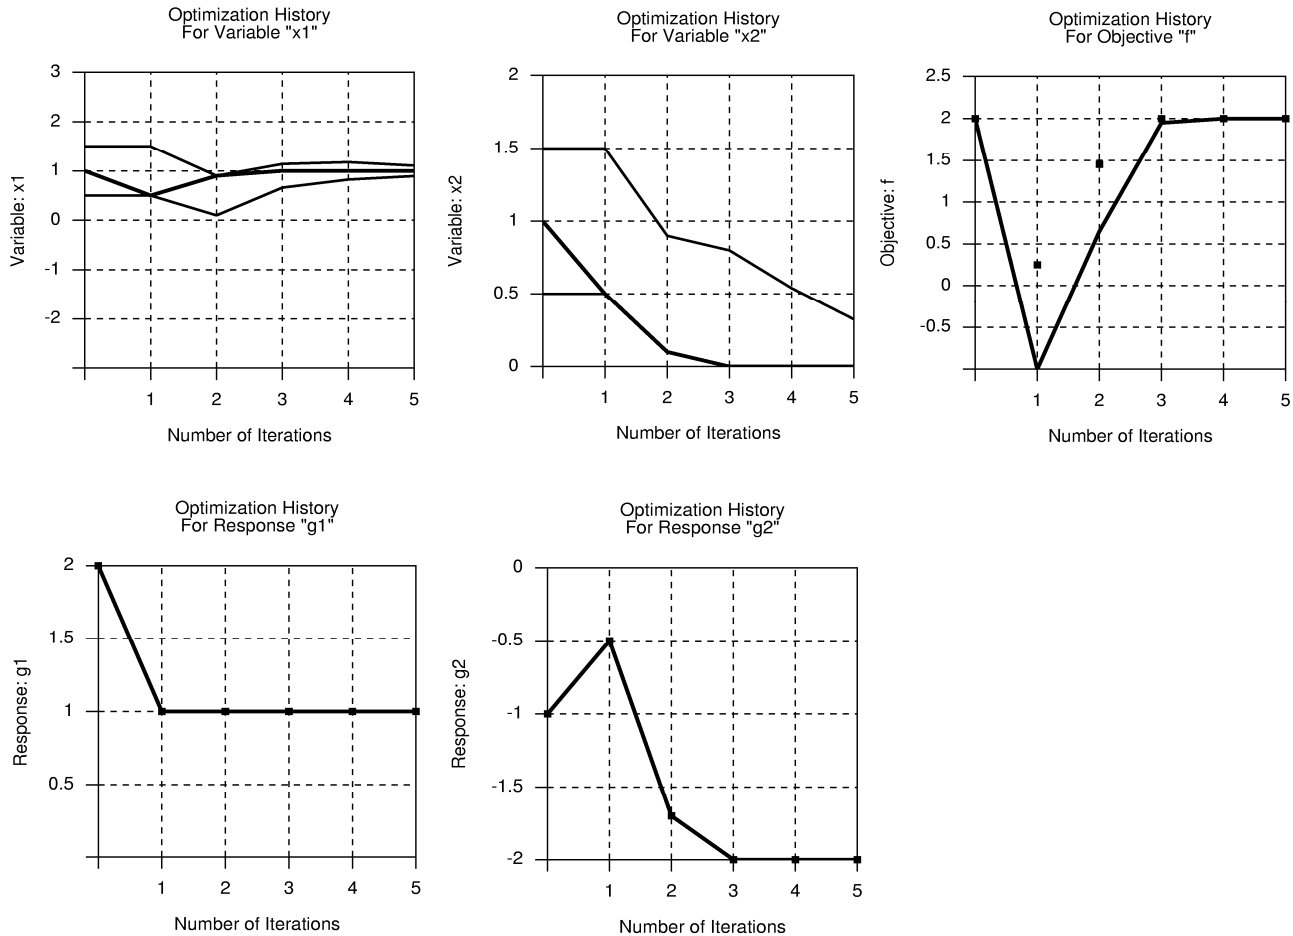 Optimization History
For Variable "x1"
3
2
1
0
-1
-2
Variable: x1
1 2 3 4 5
Number of Iterations
Optimization History
For Variable "x2"
2
1.5
1
0.5
0
Variable: x2
1 2 3 4 5
Number of Iterations
Optimization History
For Objective "f"
2.5
2
1.5
1
0.5
0
-0.5
Objective: f
1 2 3 4 5
Number of Iterations
Optimization History
For Response "g1"
2
1.5
1
0.5
Response: g1
1 2 3 4 5
Number of Iterations
Optimization History
For Response "g2"
0
-0.5
-1
-1.5
-2
Response: g2
1 2 3 4 5
Number of Iterations